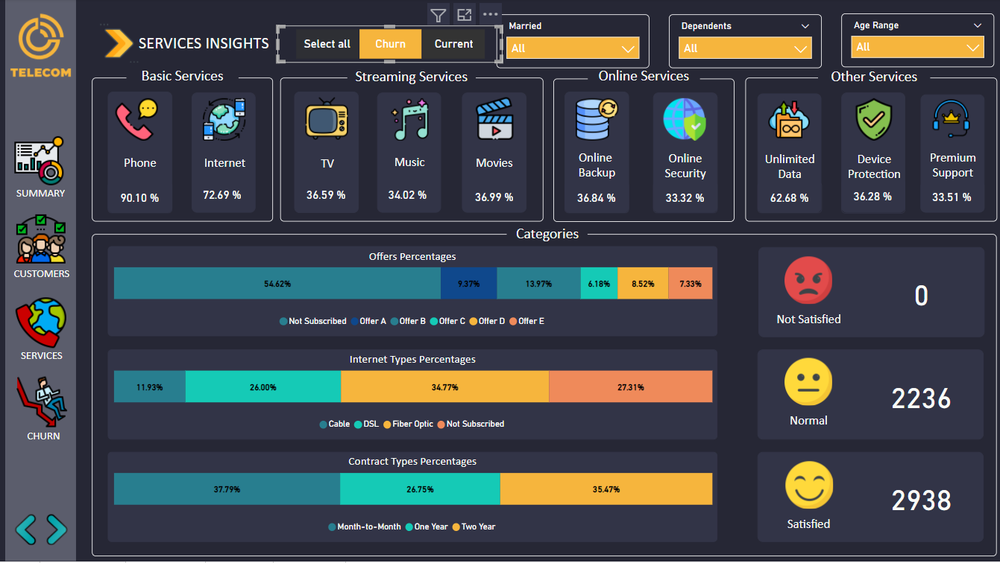 TELECOM
SERVICES INSIGHTS
Select all
Churn
Current
Married
All
Dependents
All
Age Range
All
SUMMARY
CUSTOMERS
SERVICES
CHURN
Basic Services
Phone
90.10 %
Internet
72.69 %
Streaming Services
TV
36.59 %
Music
34.02 %
Movies
36.99 %
Online Services
Online
Backup
36.84 %
Online
Security
33.32 %
Other Services
Unlimited
Data
62.68 %
Device
Protection
36.28 %
Premium
Support
33.51 %
Categories
Offers Percentages
54.62%
9.37%
13.97%
6.18%
8.52%
7.33%
Not Subscribed
Offer A
Offer B
Offer C
Offer D
Offer E
Internet Types Percentages
11.93%
26.00%
34.77%
27.31%
Cable
DSL
Fiber Optic
Not Subscribed
Contract Types Percentages
37.79%
26.75%
35.47%
Month-to-Month
One Year
Two Year
Not Satisfied
0
Normal
2236
Satisfied
2938